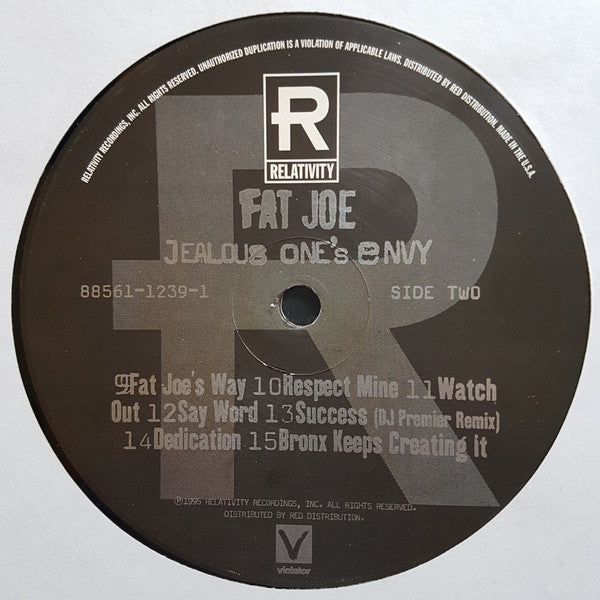 RELATIVITY RECORDINGS, INC. ALL RIGHTS RESERVED. UNAUTHORIZED DUPLICATION IS A VIOLATION OF APPLICABLE LAWS. DISTRIBUTED BY RED DISTRIBUTION. MADE IN THE U.S.A.
R
RELATIVITY
FAT JOE
JEALOUS ONE'S ENVY
88561-1239-1 SIDE TWO
9Fat Joe's Way 10Respect Mine 11Watch
Out 12Say Word 13Success (DJ Premier Remix)
14Dedication 15Bronx Keeps Creating it
℗©1995 RELATIVITY RECORDINGS, INC. ALL RIGHTS RESERVED.
DISTRIBUTED BY RED DISTRIBUTION.
V
violator